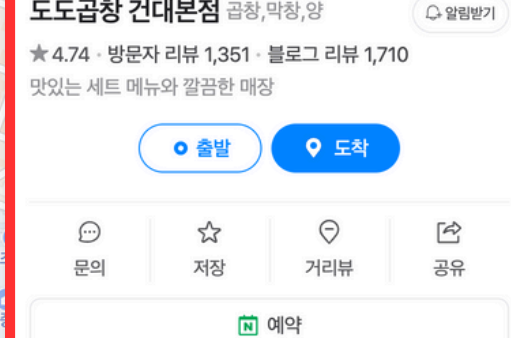 도도곱창 건대본점 곱창,막창,양
알림받기
★4.74 · 방문자 리뷰 1,351 · 블로그 리뷰 1,710
맛있는 세트 메뉴와 깔끔한 매장
출발
도착
문의
저장
거리뷰
공유
N 예약